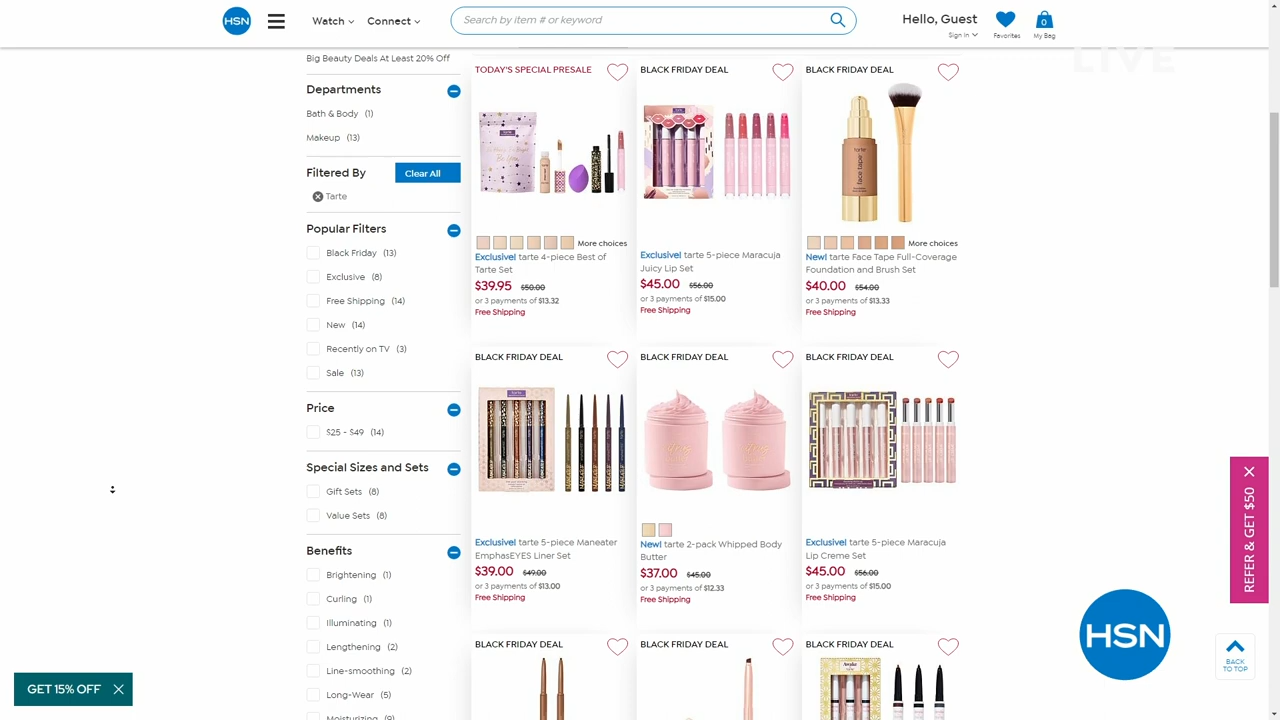 HSN
Watch
Connect
Search by item # or keyword
Hello, Guest
Sign In
Favorites
0
My Bag
LIVE
Big Beauty Deals At Least 20% Off
Departments
Bath & Body (1)
Makeup (13)
Filtered By
Clear All
Tarte
Popular Filters
Black Friday (13)
Exclusive (8)
Free Shipping (14)
New (14)
Recently on TV (3)
Sale (13)
Price
$25 - $49 (14)
Special Sizes and Sets
Gift Sets (8)
Value Sets (8)
Benefits
Brightening (1)
Curling (1)
Illuminating (1)
Lengthening (2)
Line-smoothing (2)
Long-Wear (5)
TODAY'S SPECIAL PRESALE
More choices
Exclusive! tarte 4-piece Best of
Tarte Set
$39.95 $50.00
or 3 payments of $13.32
Free Shipping
BLACK FRIDAY DEAL
Exclusive! tarte 5-piece Maracuja
Juicy Lip Set
$45.00 $56.00
or 3 payments of $15.00
Free Shipping
BLACK FRIDAY DEAL
tarte
face tape
More choices
New! tarte Face Tape Full-Coverage
Foundation and Brush Set
$40.00 $54.00
or 3 payments of $13.33
Free Shipping
BLACK FRIDAY DEAL
Exclusive! tarte 5-piece Maneater
EmphasEYES Liner Set
$39.00 $49.00
or 3 payments of $13.00
Free Shipping
BLACK FRIDAY DEAL
New! tarte 2-pack Whipped Body
Butter
$37.00 $45.00
or 3 payments of $12.33
Free Shipping
BLACK FRIDAY DEAL
Exclusive! tarte 5-piece Maracuja
Lip Creme Set
$45.00 $56.00
or 3 payments of $15.00
Free Shipping
BLACK FRIDAY DEAL
BLACK FRIDAY DEAL
BLACK FRIDAY DEAL
REFER & GET $50
HSN
BACK
TO TOP
GET 15% OFF